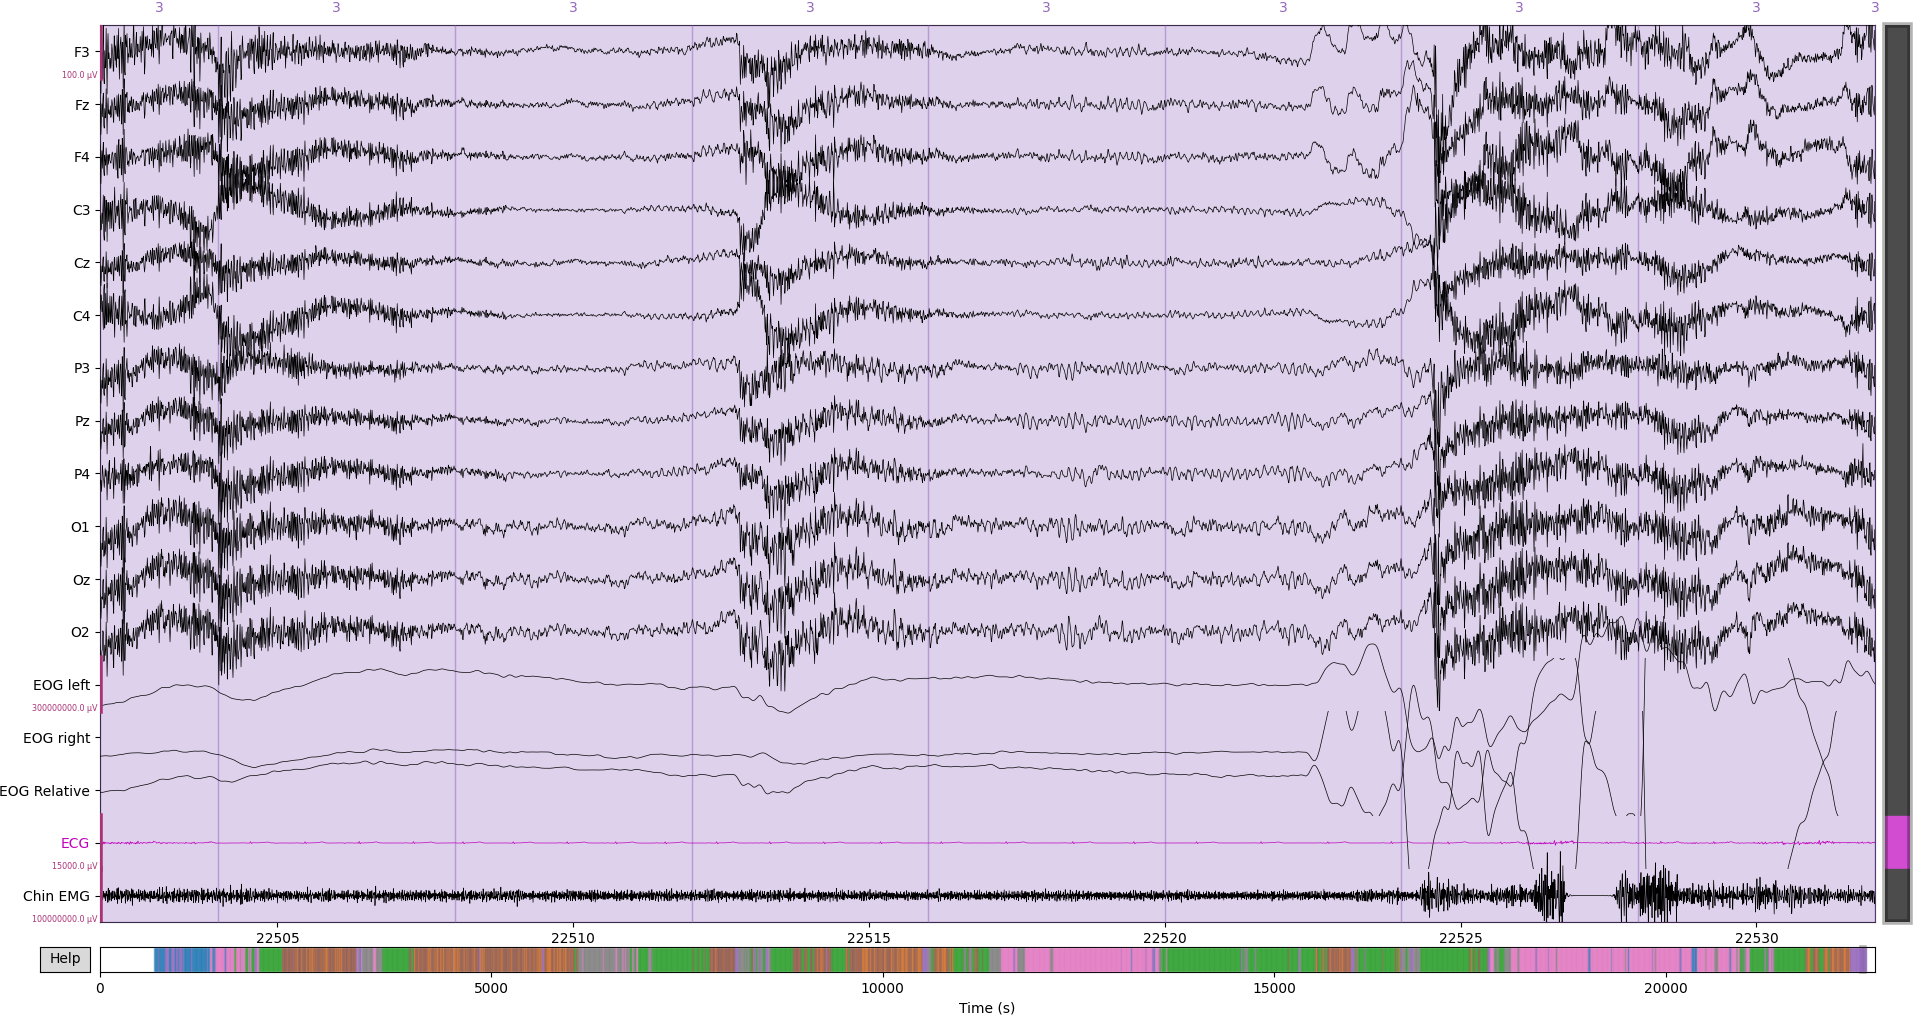 3 3 3 3 3 3 3 3
F3
100.0 µV
Fz
F4
C3
Cz
C4
P3
Pz
P4
O1
Oz
O2
EOG left
300000000.0 µV
EOG right
EOG Relative
ECG
15000.0 µV
Chin EMG
100000000.0 µV
22505 22510 22515 22520 22525 22530
Help
0 5000 10000 15000 20000
Time (s)